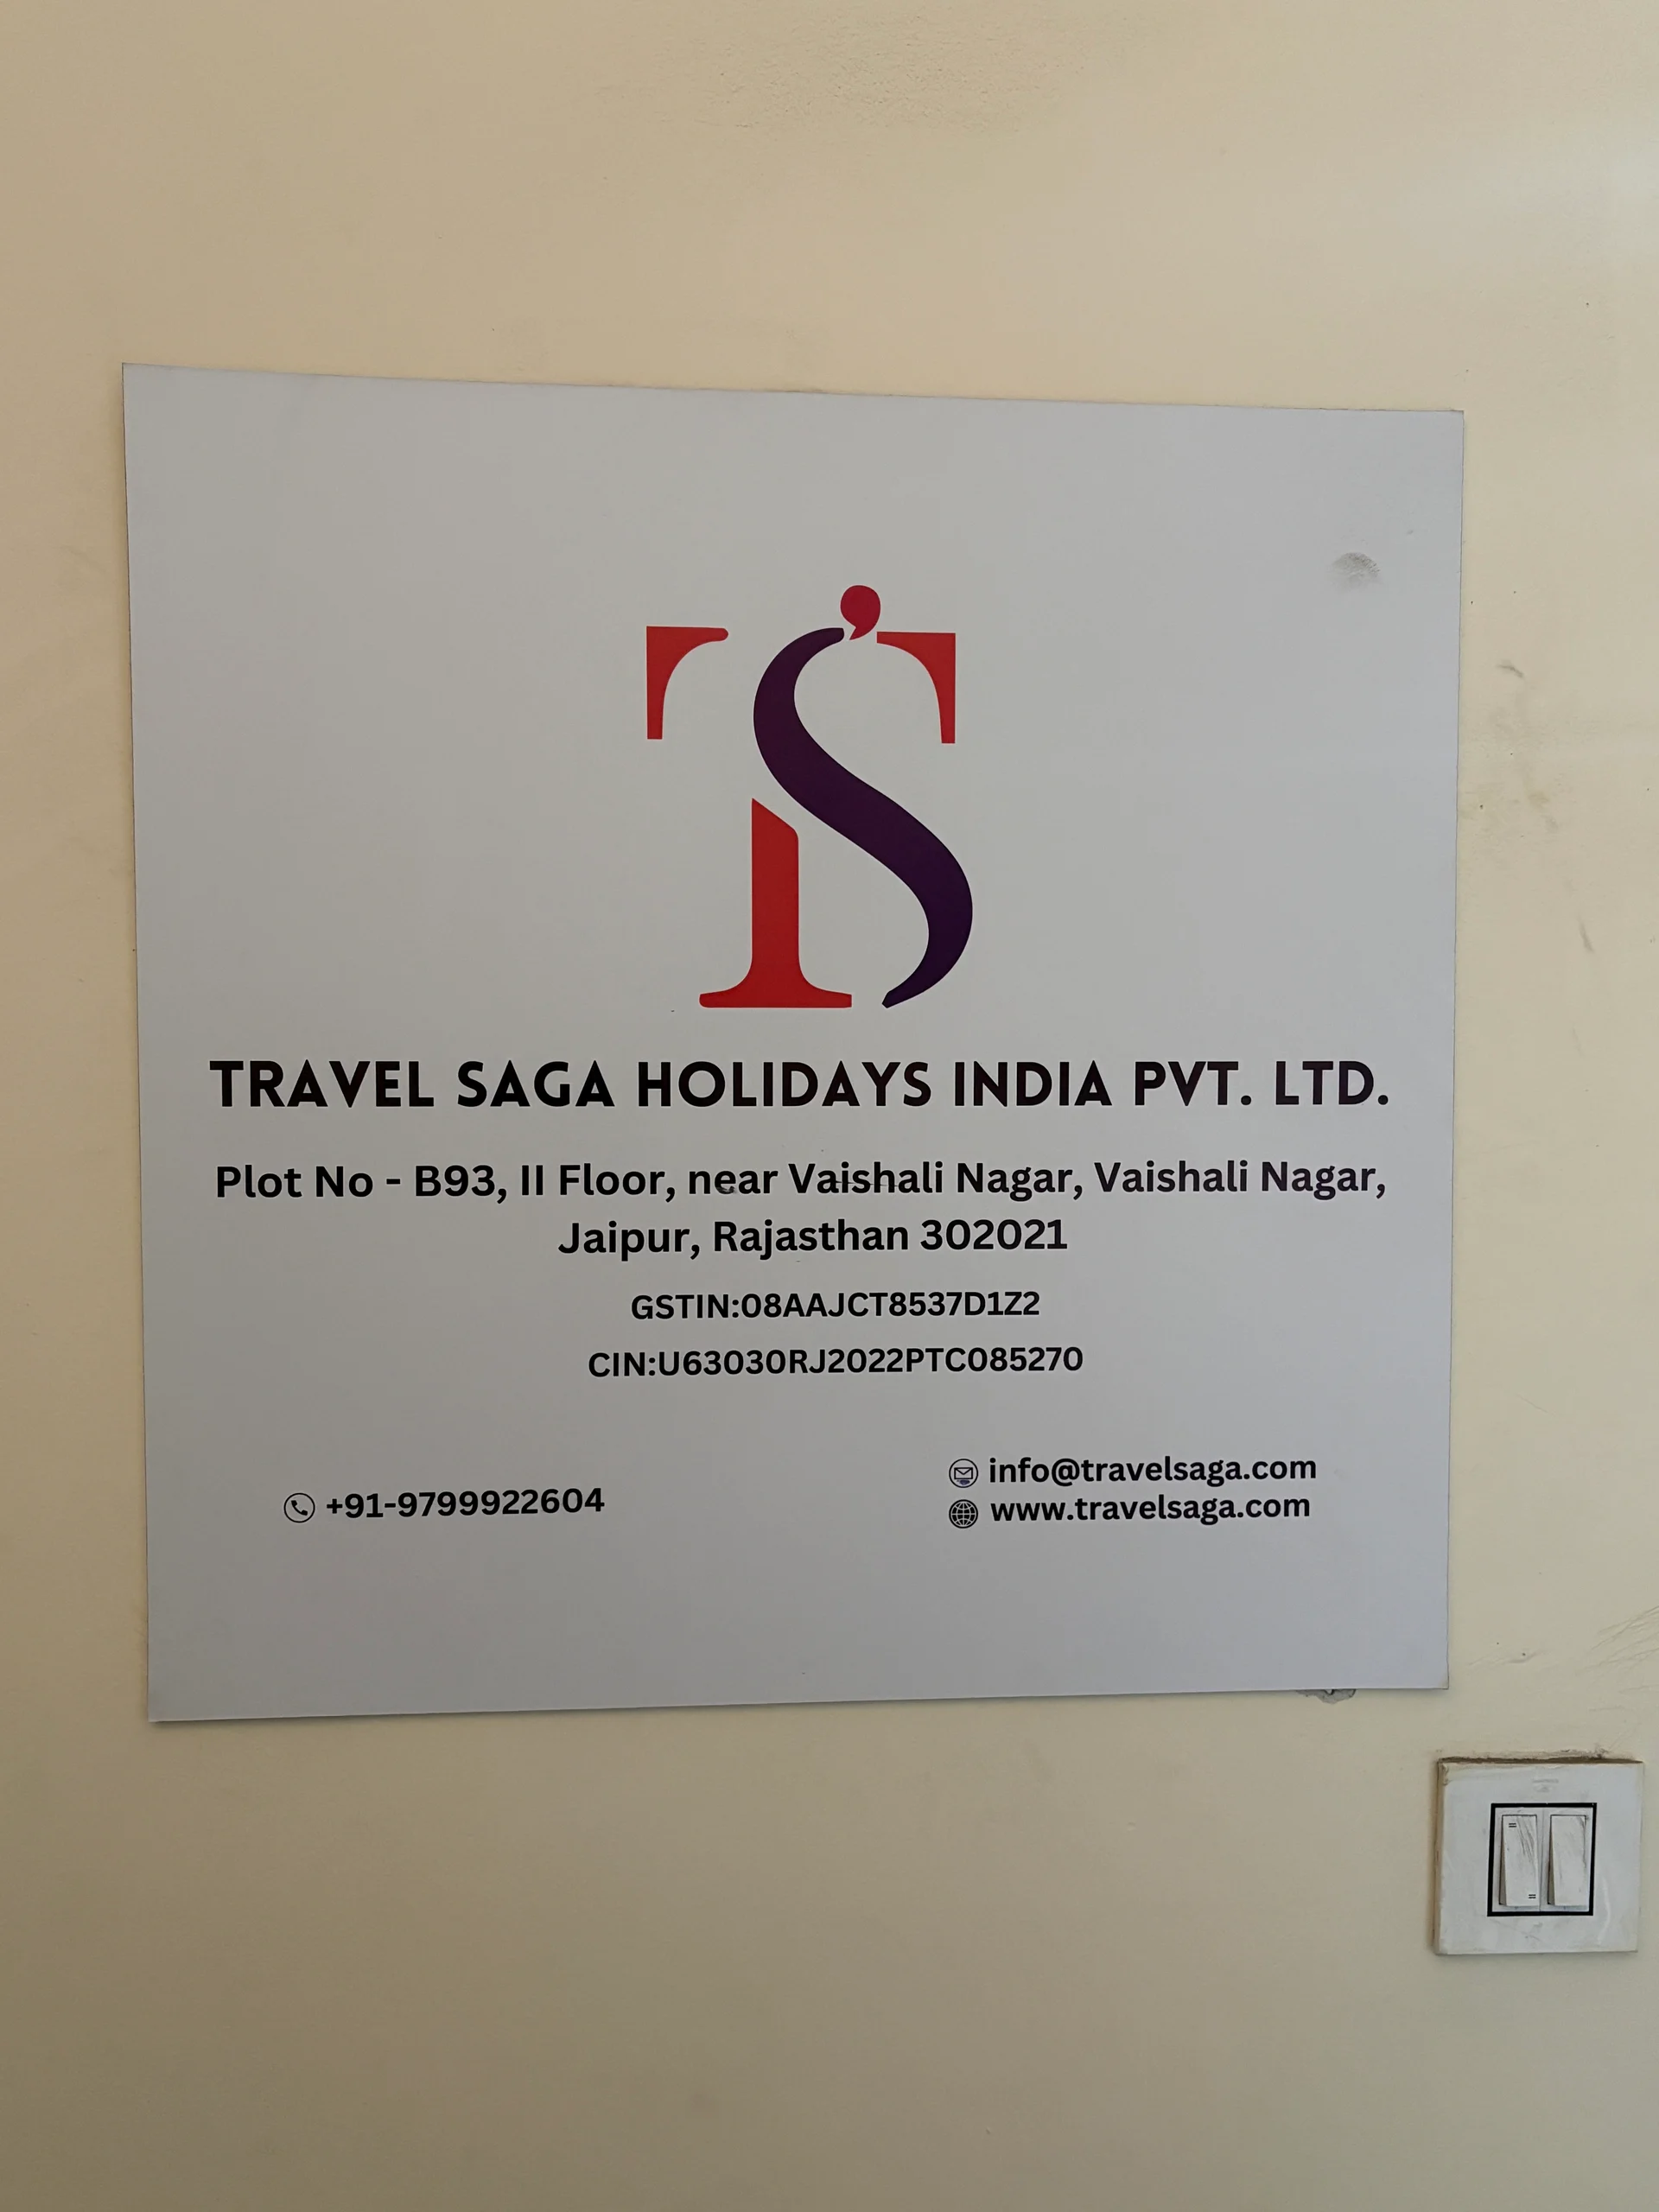 TS
TRAVEL SAGA HOLIDAYS INDIA PVT. LTD.
Plot No - B93, II Floor, near Vaishali Nagar, Vaishali Nagar,
Jaipur, Rajasthan 302021
GSTIN:08AAJCT8537D1Z2
CIN:U63030RJ2022PTC085270
+91-9799922604
info@travelsaga.com
www.travelsaga.com